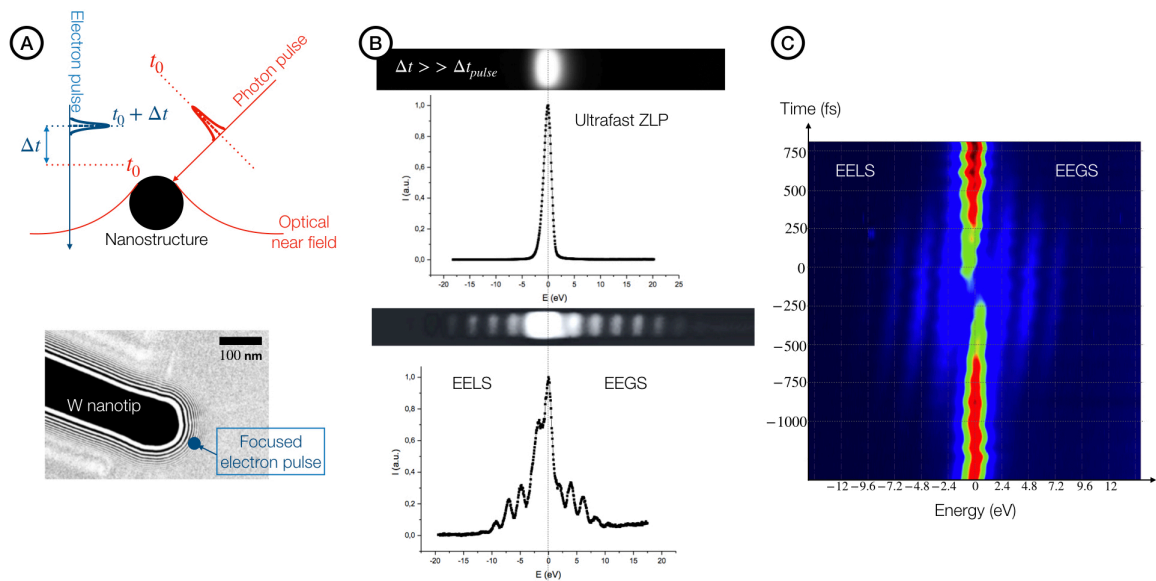 A
Electron pulse
t0
Photon pulse
t0 + Δt
Δt
t0
Nanostructure
Optical
near field
100 nm
W nanotip
Focused
electron pulse
B
Δt >> Δtpulse
1,0
0,8
0,6
0,4
0,2
0,0
I (a.u.)
Ultrafast ZLP
-20 -15 -10 -5 0 5 10 15 20 25
E (eV)
EELS EEGS
1,0
0,8
0,6
0,4
0,2
0,0
I (a.u.)
-20 -15 -10 -5 0 5 10 15 20
E (eV)
C
Time (fs)
EELS EEGS
750
500
250
0
−250
−500
−750
−1000
−12 −9.6 −7.2 −4.8 −2.4 0 2.4 4.8 7.2 9.6 12
Energy (eV)